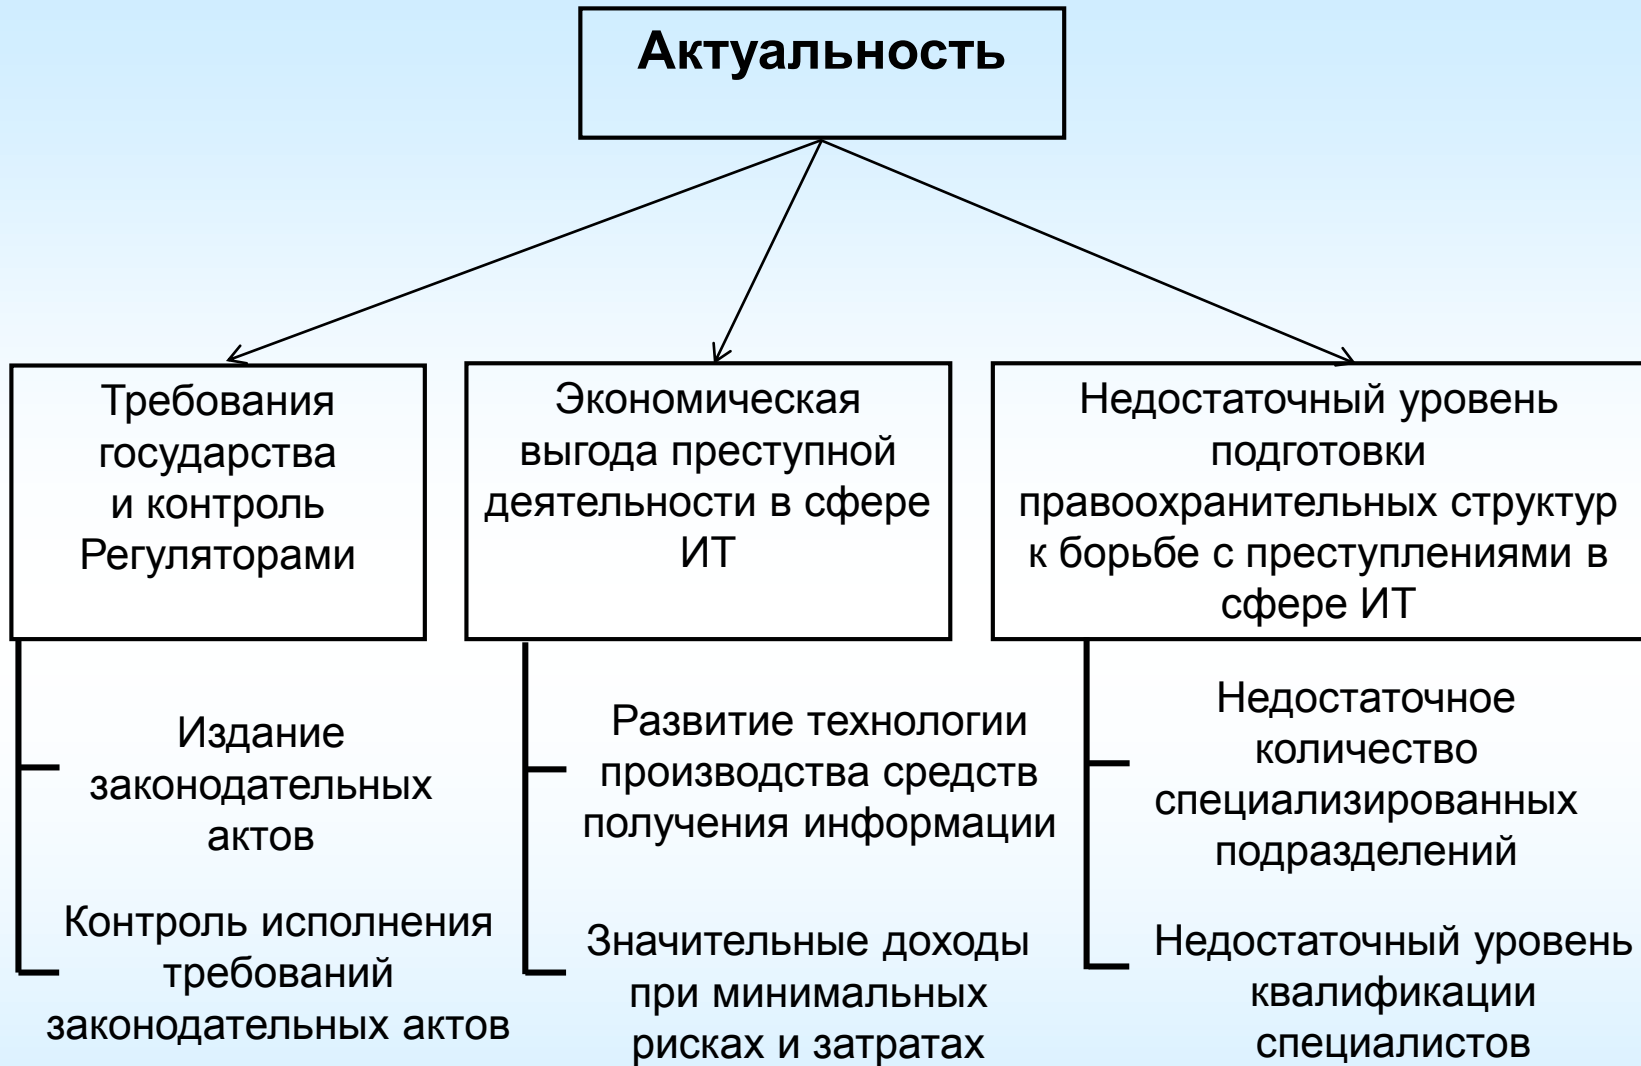 Актуальность
Требования
государства
и контроль
Регуляторами
Экономическая
выгода преступной
деятельности в сфере
ИТ
Недостаточный уровень
подготовки
правоохранительных структур
к борьбе с преступлениями в
сфере ИТ
Издание
законодательных
актов
Контроль исполнения
требований
законодательных актов
Развитие технологии
производства средств
получения информации
Значительные доходы
при минимальных
рисках и затратах
Недостаточное
количество
специализированных
подразделений
Недостаточный уровень
квалификации
специалистов